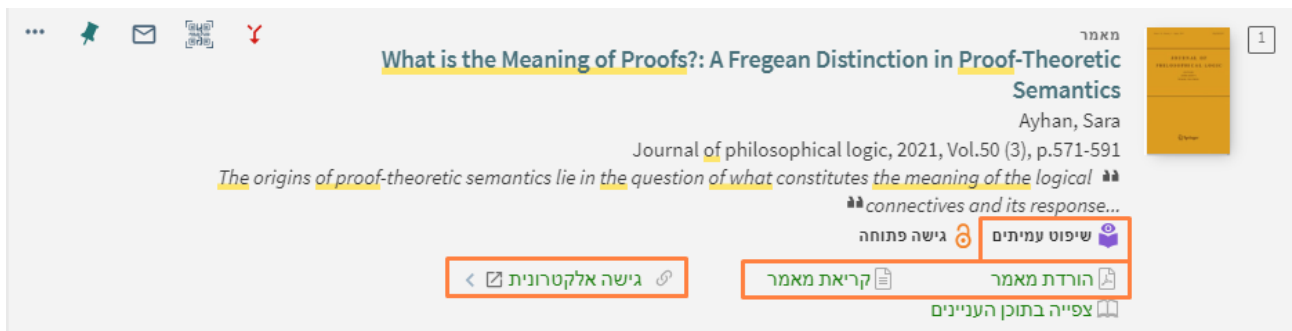 1
מאמר
What is the Meaning of Proofs?: A Fregean Distinction in Proof-Theoretic
Semantics
Ayhan, Sara
Journal of philosophical logic, 2021, Vol.50 (3), p.571-591
The origins of proof-theoretic semantics lie in the question of what constitutes the meaning of the logical
connectives and its response...
שיפוט עמיתים גישה פתוחה
הורדת מאמר קריאת מאמר גישה אלקטרונית
צפייה בתוכן העניינים